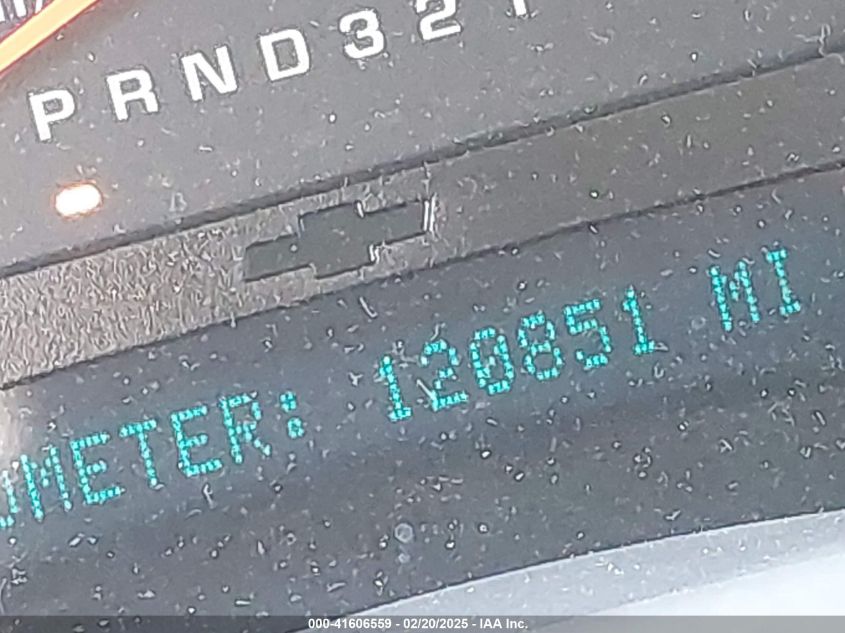 PRND321
OMETER: 120851 MI
000-41606559 - 02/20/2025 - IAA Inc.